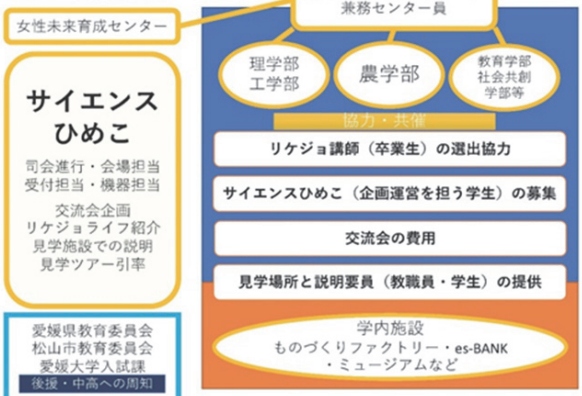 女性未来育成センター
サイエンス
ひめこ
司会進行・会場担当
受付担当・機器担当
交流会企画
リケジョライフ紹介
見学施設での説明
見学ツアー引率
愛媛県教育委員会
松山市教育委員会
愛媛大学入試課
後援・中高への周知
兼務センター員
理学部
工学部
農学部
教育学部
社会共創
学部等
協力・共催
リケジョ講師（卒業生）の選出協力
サイエンスひめこ（企画運営を担う学生）の募集
交流会の費用
見学場所と説明要員（教職員・学生）の提供
学内施設
ものづくりファクトリー・es-BANK
・ミュージアムなど